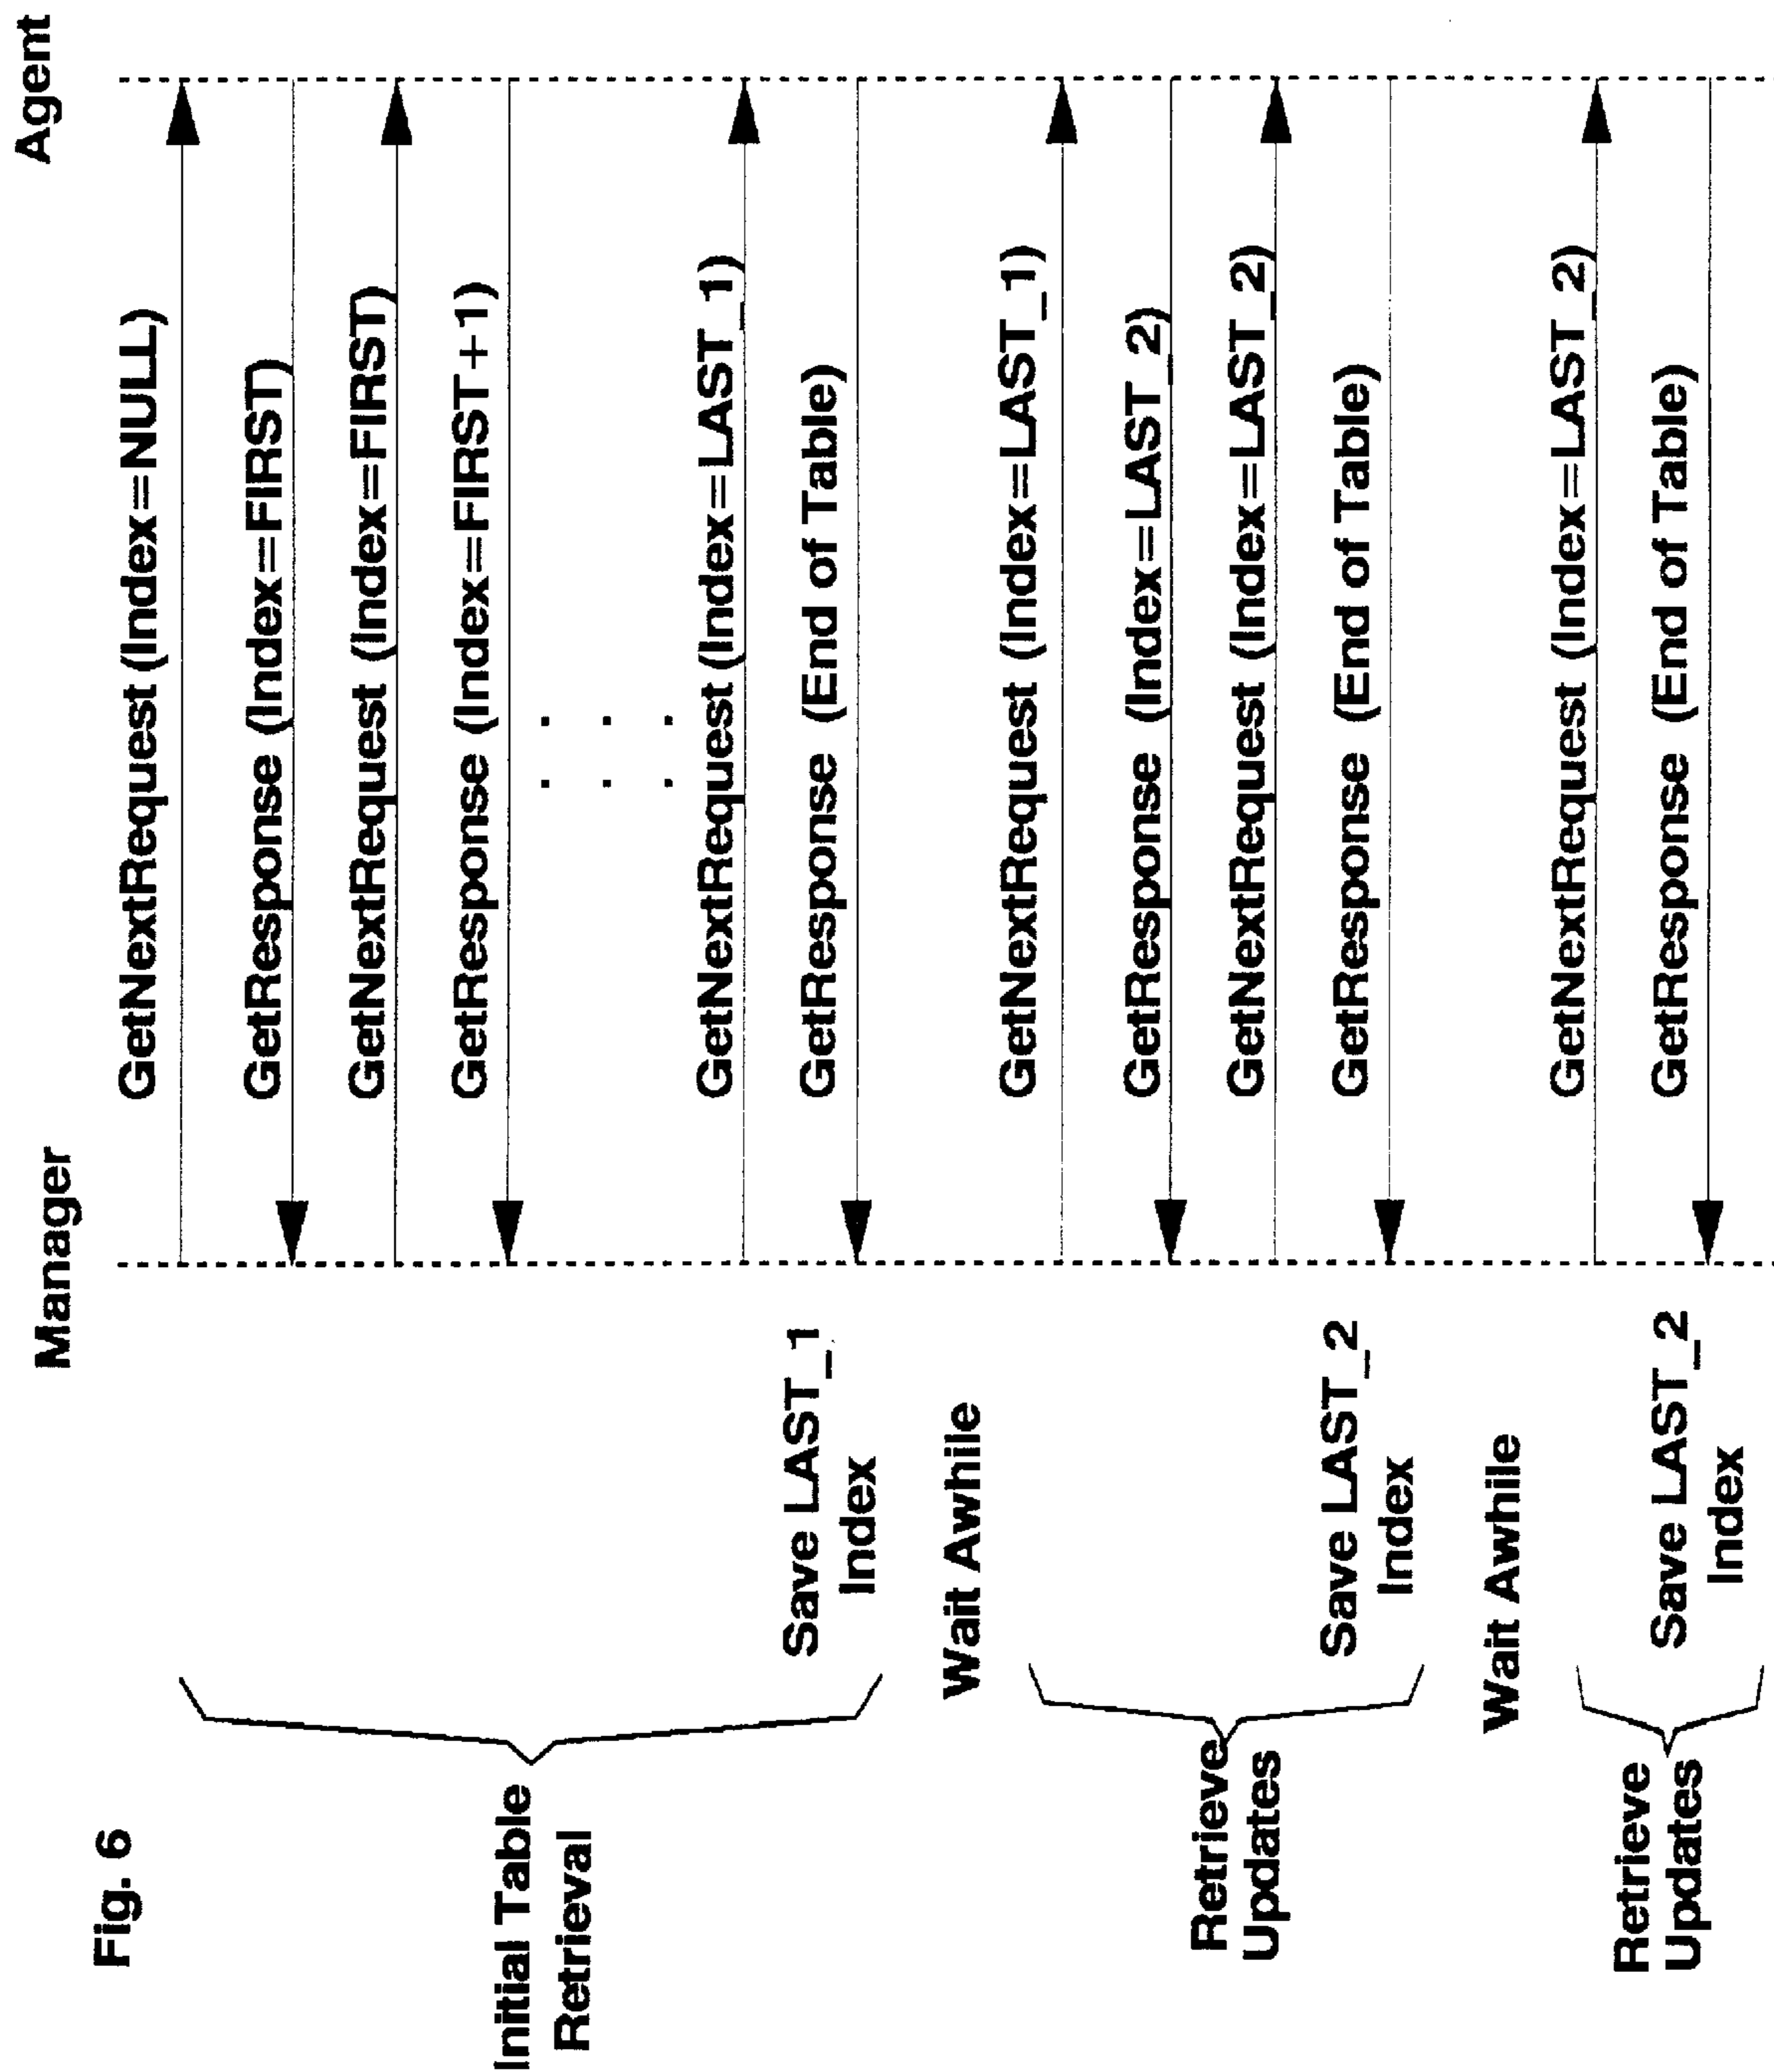 Fig. 6
Manager
Agent
Initial Table
Retrieval
GetNextRequest (Index=NULL)
GetResponse (Index=FIRST)
GetNextRequest (Index=FIRST)
GetResponse (Index=FIRST+1)
. . .
. . .
GetNextRequest (Index=LAST_1)
GetResponse (End of Table)
Save LAST_1
Index
Wait Awhile
Retrieve
Updates
GetNextRequest (Index=LAST_1)
GetResponse (Index=LAST_2)
GetNextRequest (Index=LAST_2)
GetResponse (End of Table)
Save LAST_2
Index
Wait Awhile
Retrieve
Updates
GetNextRequest (Index=LAST_2)
GetResponse (End of Table)
Save LAST_2
Index